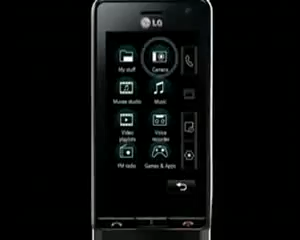 LG
My stuff
Camera
Muvee studio
Music
Video playlists
Voice recorder
FM radio
Games & Apps